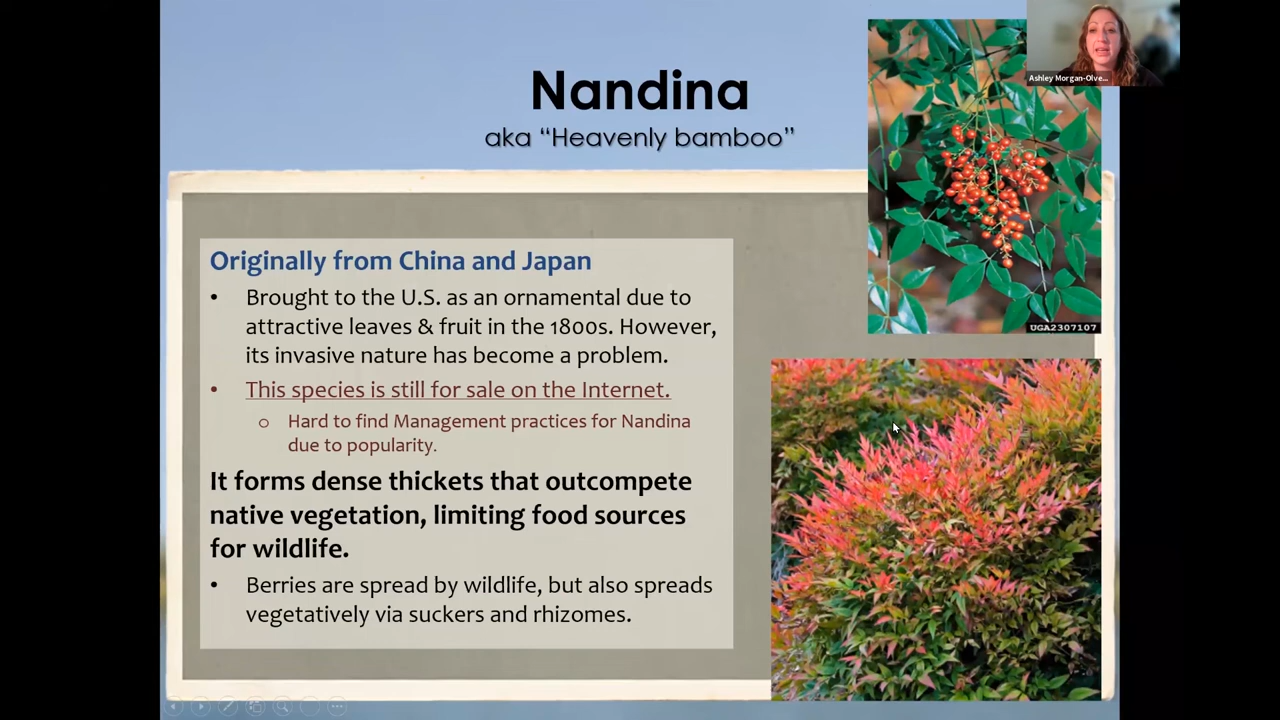 Nandina
aka “Heavenly bamboo”
Ashley Morgan-Olve...
UGA2307107
Originally from China and Japan
• Brought to the U.S. as an ornamental due to
attractive leaves & fruit in the 1800s. However,
its invasive nature has become a problem.
• This species is still for sale on the Internet.
o Hard to find Management practices for Nandina
due to popularity.
It forms dense thickets that outcompete
native vegetation, limiting food sources
for wildlife.
• Berries are spread by wildlife, but also spreads
vegetatively via suckers and rhizomes.